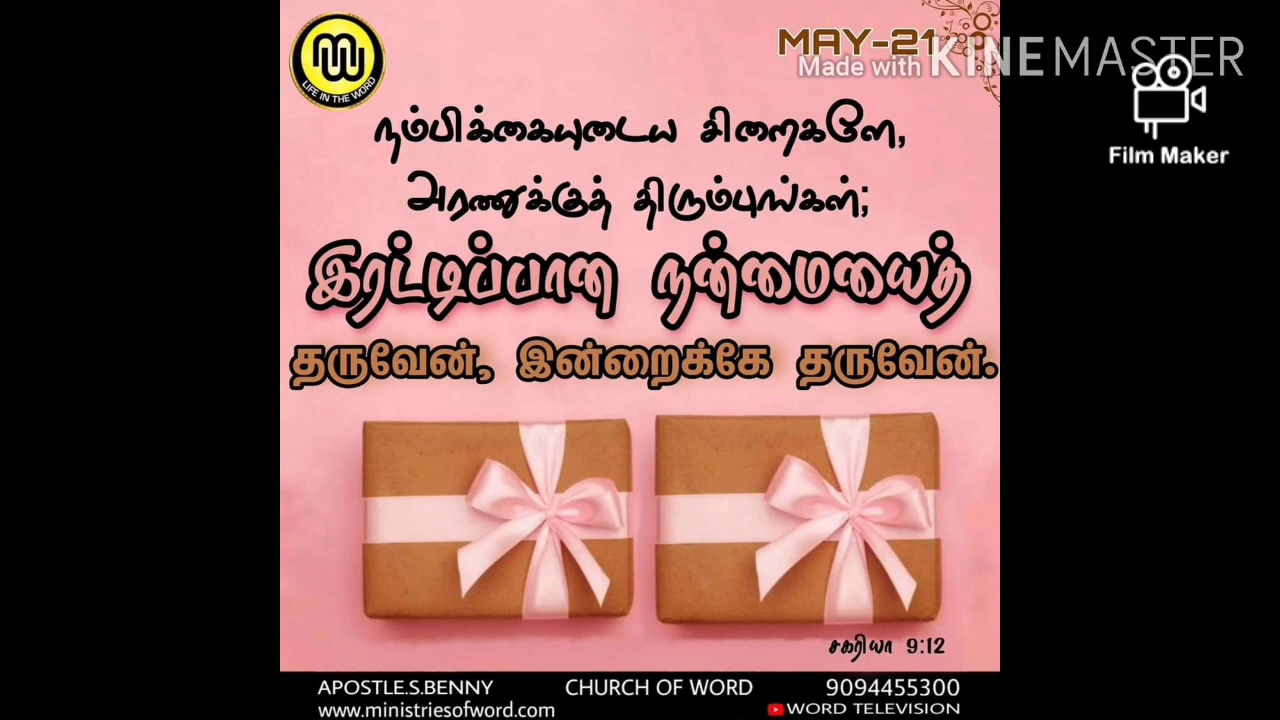 LIFE IN THE WORD
MAY-21
Made with KINEMASTER
Film Maker
நம்பிக்கையுடைய சிறைகளே,
அரணுக்குத் திரும்புங்கள்;
இரட்டிப்பான நன்மையைத்
தருவேன், இன்றைக்கே தருவேன்.
சகரியா 9:12
APOSTLE.S.BENNY CHURCH OF WORD 9094455300
www.ministriesofword.com WORD TELEVISION